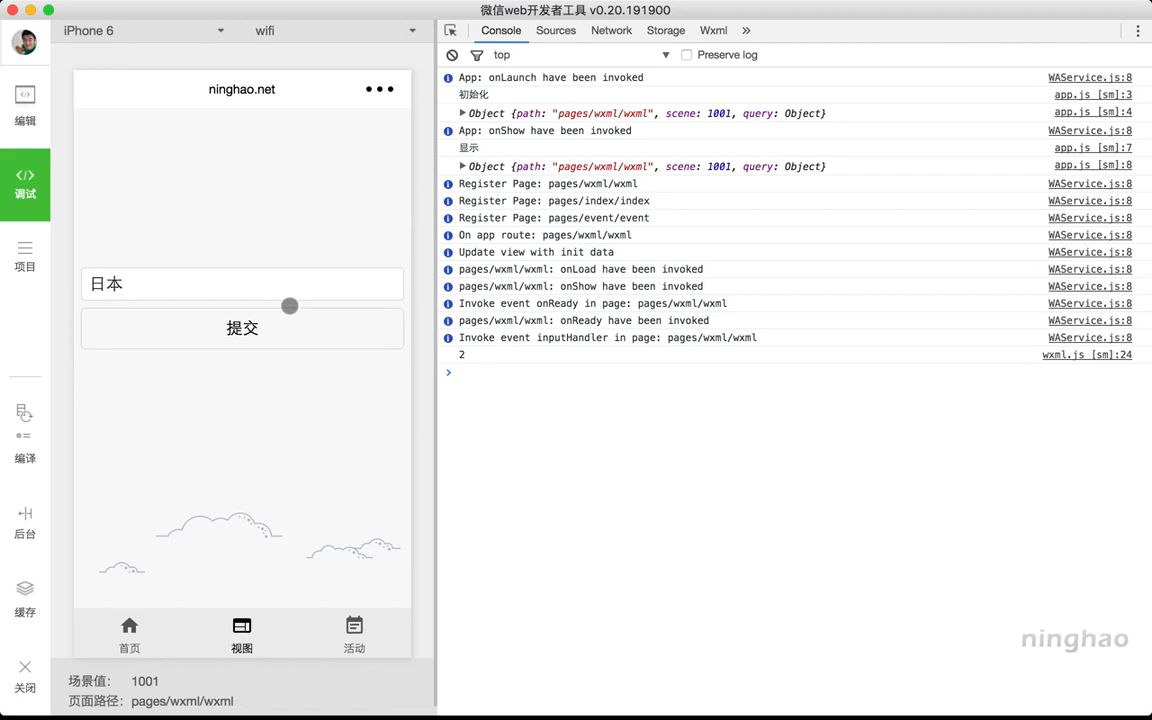 微信web开发者工具 v0.20.191900
iPhone 6
wifi
Console
Sources
Network
Storage
Wxml
top
Preserve log
编辑
调试
项目
编译
后台
缓存
关闭
ninghao.net
日本
提交
首页
视图
活动
场景值： 1001
页面路径： pages/wxml/wxml
App: onLaunch have been invoked WAService.js:8
初始化 app.js [sm]:3
Object {path: "pages/wxml/wxml", scene: 1001, query: Object} app.js [sm]:4
App: onShow have been invoked WAService.js:8
显示 app.js [sm]:7
Object {path: "pages/wxml/wxml", scene: 1001, query: Object} app.js [sm]:8
Register Page: pages/wxml/wxml WAService.js:8
Register Page: pages/index/index WAService.js:8
Register Page: pages/event/event WAService.js:8
On app route: pages/wxml/wxml WAService.js:8
Update view with init data WAService.js:8
pages/wxml/wxml: onLoad have been invoked WAService.js:8
pages/wxml/wxml: onShow have been invoked WAService.js:8
Invoke event onReady in page: pages/wxml/wxml WAService.js:8
pages/wxml/wxml: onReady have been invoked WAService.js:8
Invoke event inputHandler in page: pages/wxml/wxml WAService.js:8
2 wxml.js [sm]:24
ninghao